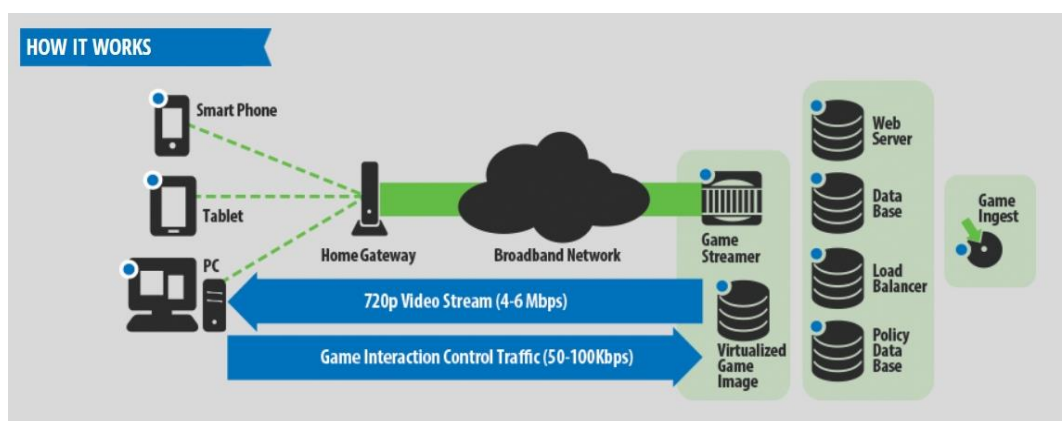 HOW IT WORKS
Smart Phone
Tablet
PC
Home Gateway
Broadband Network
Game
Streamer
720p Video Stream (4-6 Mbps)
Game Interaction Control Traffic (50-100Kbps)
Virtualized
Game
Image
Web
Server
Data
Base
Load
Balancer
Policy
Data
Base
Game
Ingest